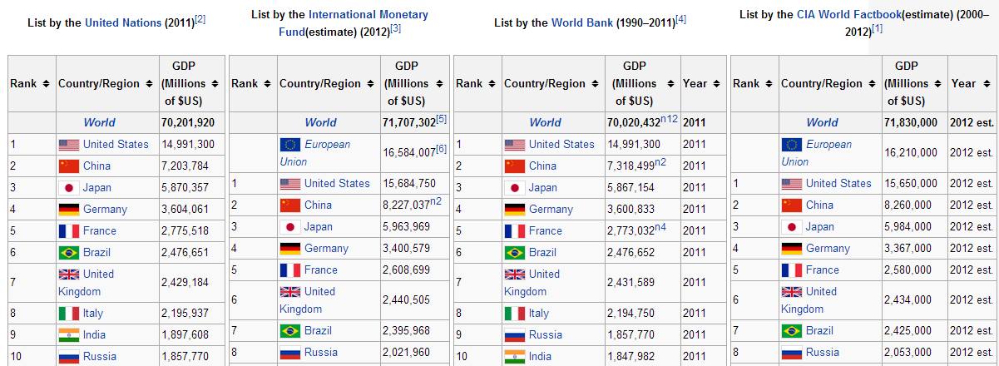 List by the United Nations (2011)[2]
Rank Country/Region GDP
(Millions
of $US)
World 70,201,920
1 United States 14,991,300
2 China 7,203,784
3 Japan 5,870,357
4 Germany 3,604,061
5 France 2,775,518
6 Brazil 2,476,651
7 United
Kingdom 2,429,184
8 Italy 2,195,937
9 India 1,897,608
10 Russia 1,857,770
List by the International Monetary
Fund(estimate) (2012)[3]
Rank Country/Region GDP
(Millions
of $US)
World 71,707,302[5]
European
Union 16,584,007[6]
1 United States 15,684,750
2 China 8,227,037n2
3 Japan 5,963,969
4 Germany 3,400,579
5 France 2,608,699
6 United
Kingdom 2,440,505
7 Brazil 2,395,968
8 Russia 2,021,960
List by the World Bank (1990–2011)[4]
Rank Country/Region GDP
(Millions
of $US) Year
World 70,020,432n12 2011
1 United States 14,991,300 2011
2 China 7,318,499n2 2011
3 Japan 5,867,154 2011
4 Germany 3,600,833 2011
5 France 2,773,032n4 2011
6 Brazil 2,476,652 2011
7 United
Kingdom 2,431,589 2011
8 Italy 2,194,750 2011
9 Russia 1,857,770 2011
10 India 1,847,982 2011
List by the CIA World Factbook(estimate) (2000–
2012)[1]
Rank Country/Region GDP
(Millions
of $US) Year
World 71,830,000 2012 est.
European
Union 16,210,000 2012 est.
1 United States 15,650,000 2012 est.
2 China 8,260,000 2012 est.
3 Japan 5,984,000 2012 est.
4 Germany 3,367,000 2012 est.
5 France 2,580,000 2012 est.
6 United
Kingdom 2,434,000 2012 est.
7 Brazil 2,425,000 2012 est.
8 Russia 2,053,000 2012 est.